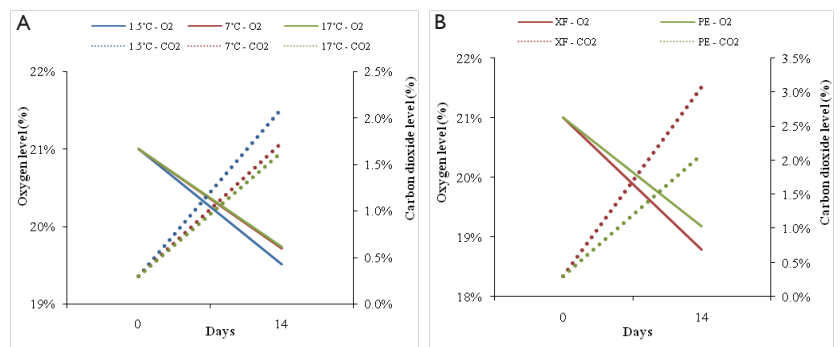 A
1.5°C - O2 7°C - O2 17°C - O2
1.5°C - CO2 7°C - CO2 17°C - CO2
22%
21%
20%
19%
Oxygen level (%)
2.5%
2.0%
1.5%
1.0%
0.5%
0.0%
Carbon dioxide level (%)
0 14
Days
B
XF - O2 PE - O2
XF - CO2 PE - CO2
22%
21%
20%
19%
18%
Oxygen level (%)
3.5%
3.0%
2.5%
2.0%
1.5%
1.0%
0.5%
0.0%
Carbon dioxide level (%)
0 14
Days